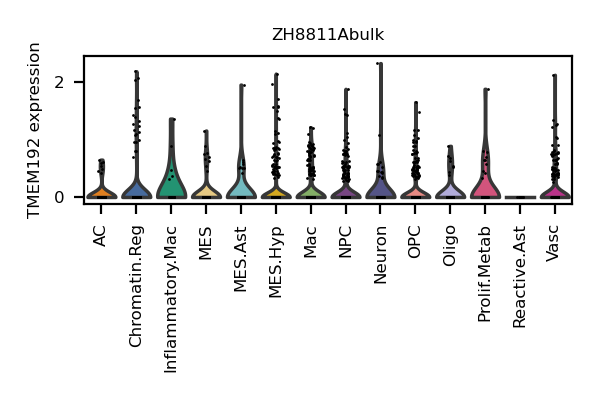 ZH8811Abulk
TMEM192 expression
2
0
AC
Chromatin.Reg
Inflammatory.Mac
MES
MES.Ast
MES.Hyp
Mac
NPC
Neuron
OPC
Oligo
Prolif.Metab
Reactive.Ast
Vasc